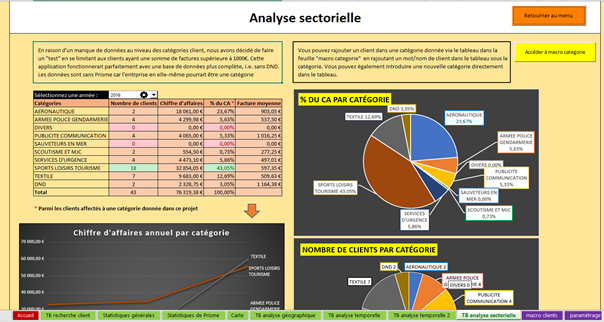 Analyse sectorielle
Retourner au menu
En raison d'un manque de données au niveau des catégories client, nous avons décidé de faire
un "test" en se limitant aux clients ayant une somme de factures supérieure à 1000€. Cette
application fonctionnerait parfaitement avec une base de données plus complète, i.e. sans DND.
Les données sont sans Prisme car l'entrprise en elle-même pourrait être une catégorie
Vous pouvez rajouter un client dans une catégorie donnée via le tableau dans la
feuille "macro categorie" en rajoutant un mot/nom de client dans le tableau sous la
catégorie. Vous pouvez également introduire une nouvelle catégorie directement
dans le tableau.
Accéder à macro categorie
Sélectionnez une année : 2016
Catégories Nombre de clients Chiffre d'affaires % du CA * Facture moyenne
AERONAUTIQUE 2 18 061,00 € 23,67% 903,05 €
ARMEE POLICE GENDARMERIE 4 4 299,98 € 5,63% 537,50 €
DIVERS 0 0,00 € 0,00% 0,00 €
PUBLICITE COMMUNICATION 4 4 065,00 € 5,33% 1 016,25 €
SAUVETEURS EN MER 0 0,00 € 0,00% 0,00 €
SCOUTISME ET MJC 2 554,50 € 0,73% 277,25 €
SERVICES D'URGENCE 4 4 473,10 € 5,86% 497,01 €
SPORTS LOISIRS TOURISME 18 32 854,05 € 43,05% 597,35 €
TEXTILE 7 9 683,00 € 12,69% 509,63 €
DND 2 2 328,75 € 3,05% 1 164,38 €
Total 43 76 319,38 € 100,00%
* Parmi les clients affectés à une catégorie donnée dans ce projet
% DU CA PAR CATÉGORIE
DND 3,05%
TEXTILE 12,69%
AERONAUTIQUE
23,67%
ARMEE POLICE
GENDARMERIE
5,63%
DIVERS 0,00%
PUBLICITE
COMMUNICATION
5,33%
SAUVETEURS EN
MER 0,00%
SCOUTISME ET MJC
0,73%
SERVICES
D'URGENCE
5,86%
SPORTS LOISIRS
TOURISME 43,05%
Chiffre d'affaires annuel par catégorie
70 000,00 €
60 000,00 €
50 000,00 €
40 000,00 €
30 000,00 €
TEXTILE
SPORTS LOISIRS
TOURISME
ARMEE POLICE
GENDARMERIE
NOMBRE DE CLIENTS PAR CATÉGORIE
DND 2
AERONAUTIQUE 2
TEXTILE 7
ARMEE POLICE
DIVERS 0
PUBLICITE
COMMUNICATION 4
Accueil
TB recherche client
Statistiques générales
Statistiques de Prisme
Carte
TB analyse géographique
TB analyse temporelle
TB analyse temporelle 2
TB analyse sectorielle
macro clients
paramétrage